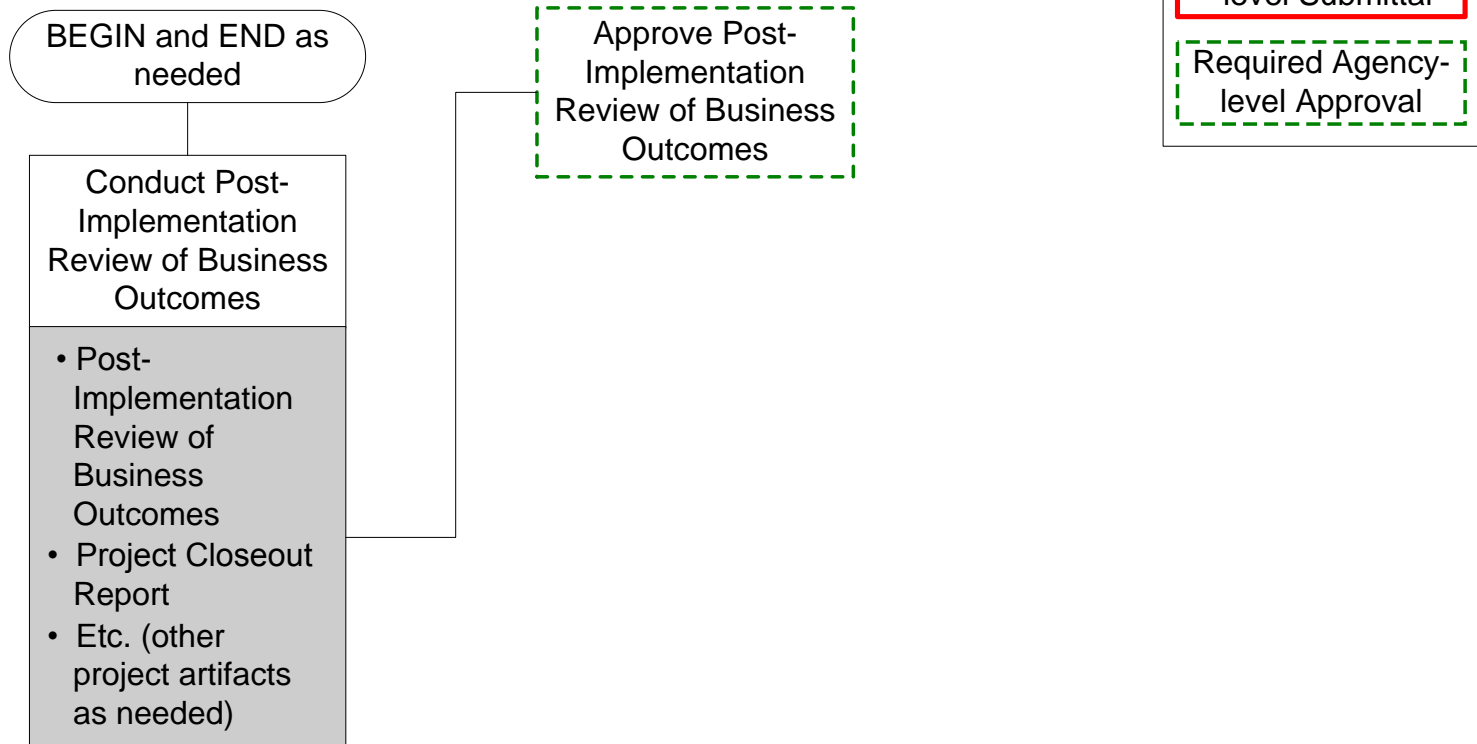 BEGIN and END as
needed
Conduct Post-
Implementation
Review of Business
Outcomes
• Post-
Implementation
Review of
Business
Outcomes
• Project Closeout
Report
• Etc. (other
project artifacts
as needed)
Approve Post-
Implementation
Review of Business
Outcomes
level Submittal
Required Agency-
level Approval